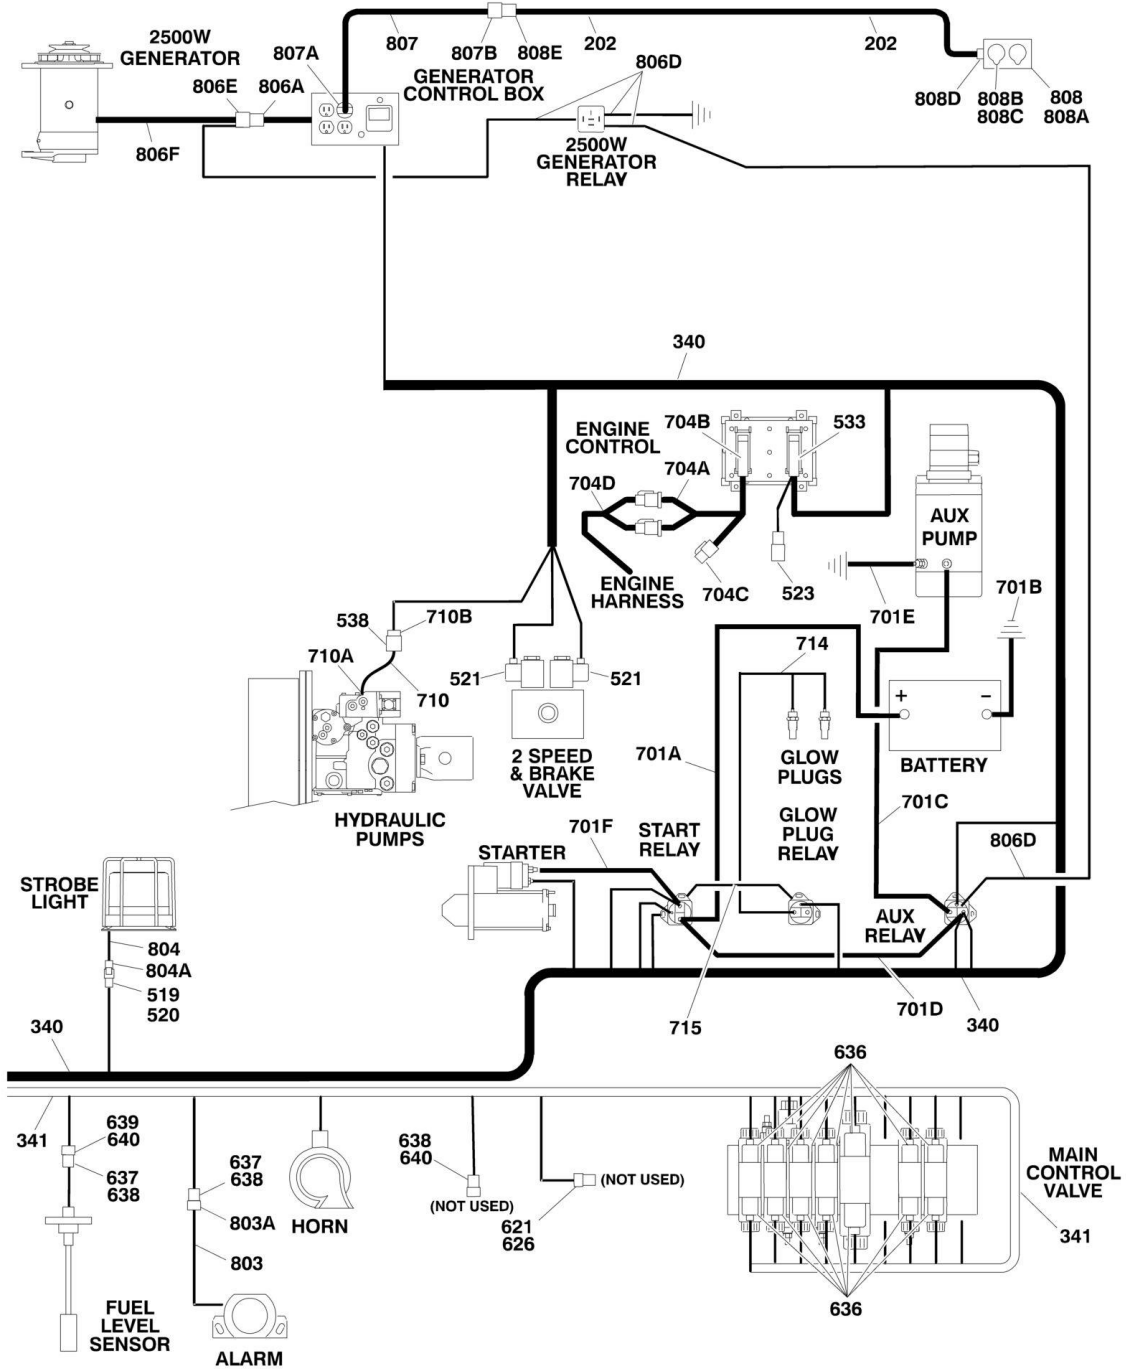 2500W
GENERATOR
807A
807
807B
808E
202
202
806E
806A
GENERATOR
CONTROL BOX
806D
808D
808B
808C
808
808A
806F
2500W
GENERATOR
RELAY
340
ENGINE
CONTROL
704B
533
704A
704D
AUX
PUMP
ENGINE
HARNESS
704C
523
701E
701B
538
710B
710A
710
521
521
714
+
-
2 SPEED
& BRAKE
VALVE
701A
GLOW
PLUGS
BATTERY
HYDRAULIC
PUMPS
701F
START
RELAY
GLOW
PLUG
RELAY
701C
806D
STARTER
STROBE
LIGHT
AUX
RELAY
804
804A
519
520
715
701D
340
340
636
341
639
640
637
638
637
638
803A
HORN
638
640
(NOT USED)
(NOT USED)
621
626
MAIN
CONTROL
VALVE
341
803
636
FUEL
LEVEL
SENSOR
ALARM